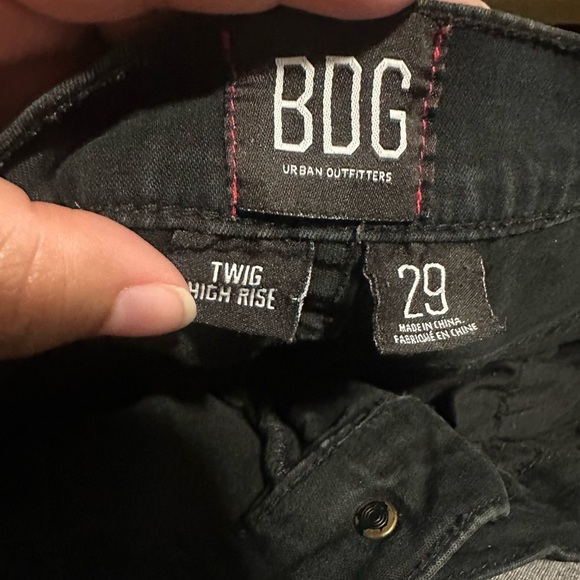 BDG
URBAN OUTFITTERS
TWIG
HIGH RISE
29
MADE IN CHINA.
FABRIQUÉ EN CHINE